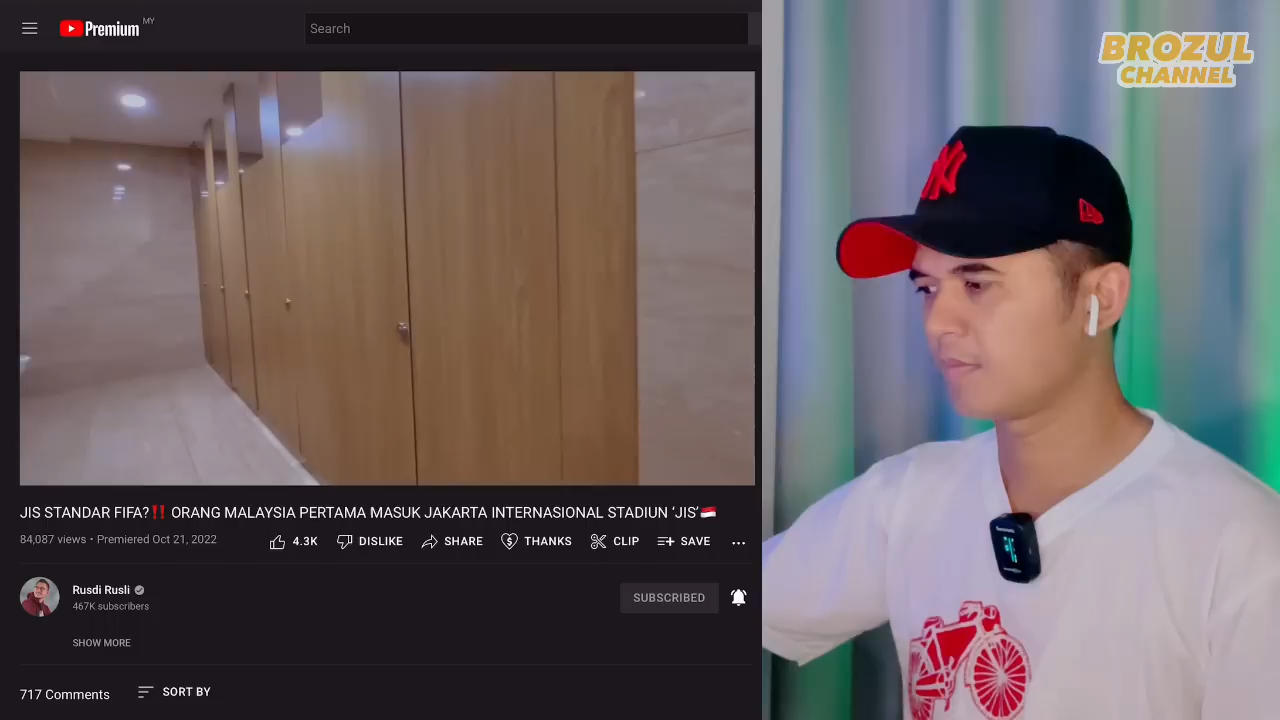 Premium MY
Search
BROZUL
CHANNEL
NY
JIS STANDAR FIFA?‼️ ORANG MALAYSIA PERTAMA MASUK JAKARTA INTERNASIONAL STADIUN ‘JIS’🇮🇩
84,087 views • Premiered Oct 21, 2022
4.3K DISLIKE SHARE THANKS CLIP SAVE ...
Rusdi Rusli
467K subscribers
SUBSCRIBED
SHOW MORE
717 Comments SORT BY